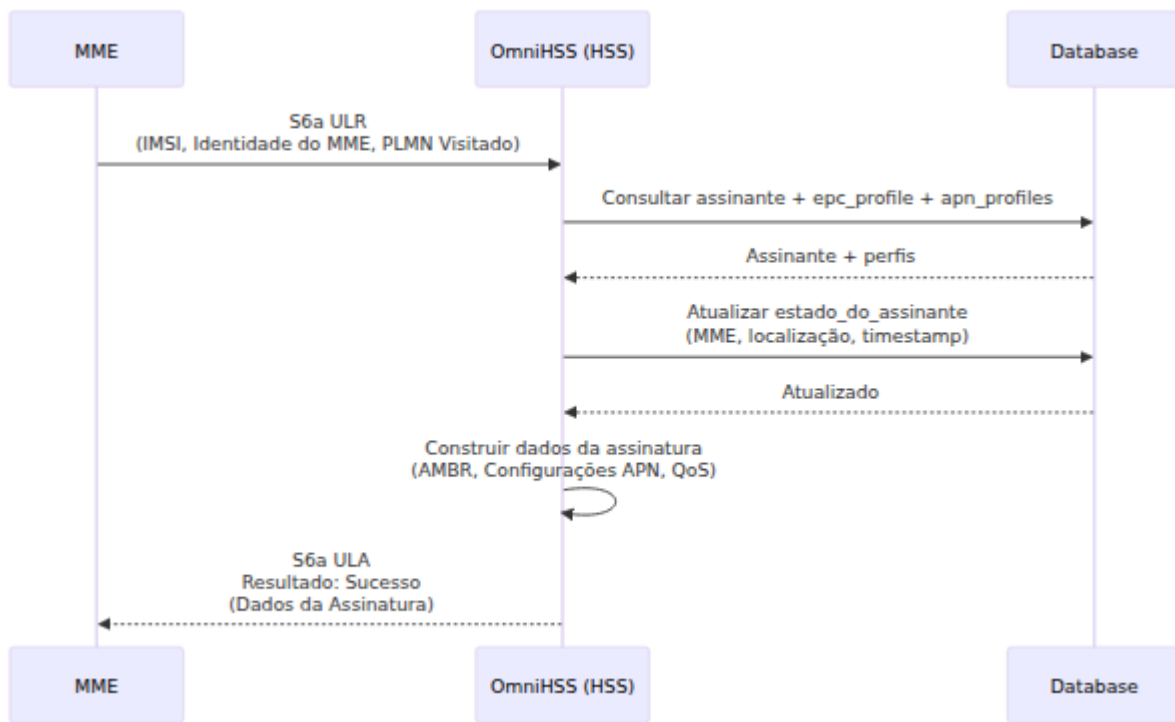 MME
OmniHSS (HSS)
Database
S6a ULR
(IMSI, Identidade do MME, PLMN Visitado)
Consultar assinante + epc_profile + apn_profiles
Assinante + perfis
Atualizar estado_do_assinante
(MME, localização, timestamp)
Atualizado
Construir dados da assinatura
(AMBR, Configurações APN, QoS)
S6a ULA
Resultado: Sucesso
(Dados da Assinatura)
MME
OmniHSS (HSS)
Database